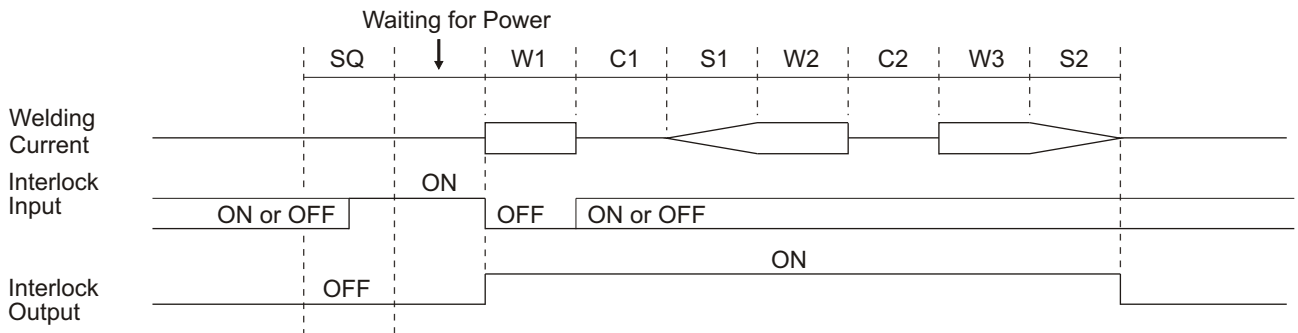 Waiting for Power
SQ W1 C1 S1 W2 C2 W3 S2
Welding
Current
Interlock
Input
ON
ON or OFF OFF ON or OFF
ON
Interlock
Output
OFF